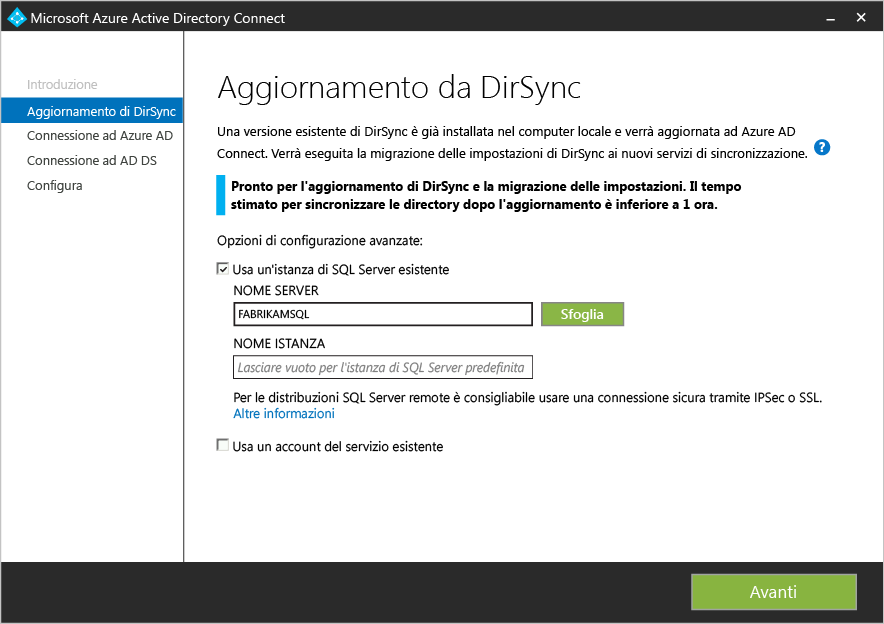 Microsoft Azure Active Directory Connect
Introduzione
Aggiornamento di DirSync
Connessione ad Azure AD
Connessione ad AD DS
Configura
Aggiornamento da DirSync
Una versione esistente di DirSync è già installata nel computer locale e verrà aggiornata ad Azure AD
Connect. Verrà eseguita la migrazione delle impostazioni di DirSync ai nuovi servizi di sincronizzazione. ?
Pronto per l'aggiornamento di DirSync e la migrazione delle impostazioni. Il tempo
stimato per sincronizzare le directory dopo l'aggiornamento è inferiore a 1 ora.
Opzioni di configurazione avanzate:
Usa un'istanza di SQL Server esistente
NOME SERVER
FABRIKAMSQL Sfoglia
NOME ISTANZA
Lasciare vuoto per l'istanza di SQL Server predefinita
Per le distribuzioni SQL Server remote è consigliabile usare una connessione sicura tramite IPSec o SSL.
Altre informazioni
Usa un account del servizio esistente
Avanti